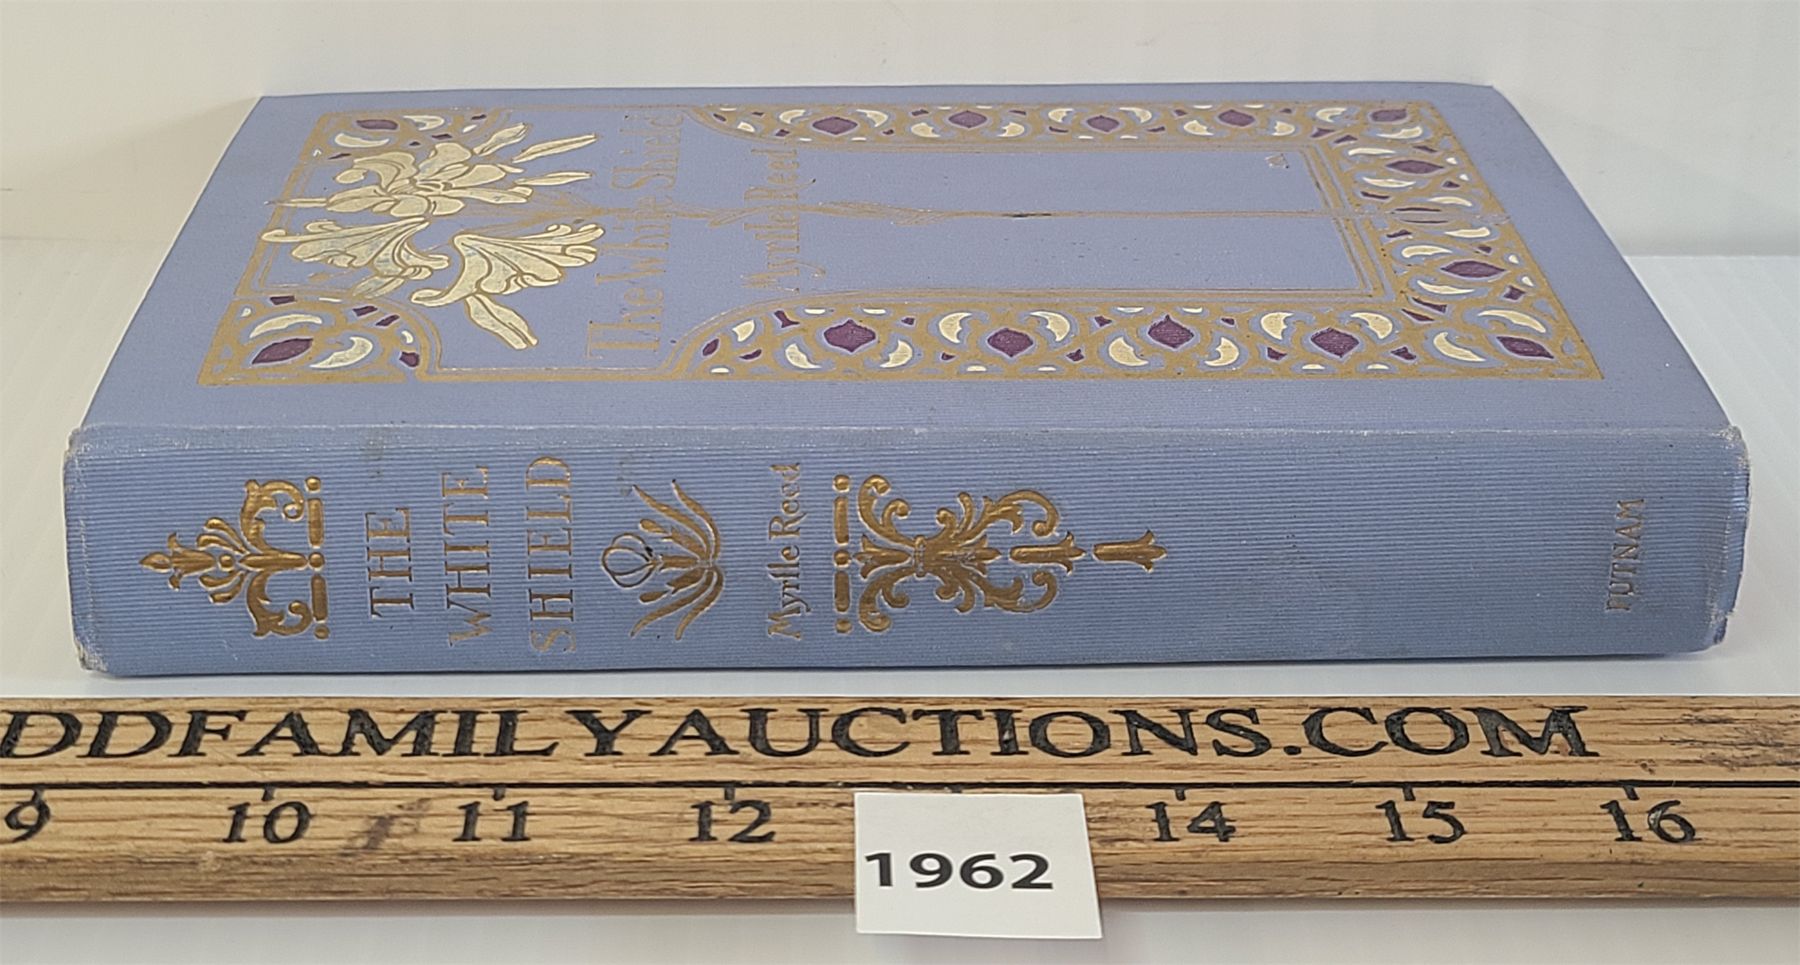 The White Shield
Myrtle Reed
THE
WHITE
SHIELD
Myrtle Reed
PUTNAM
DDFAMILYAUCTIONS.COM
9 10 11 12 14 15 16
1962